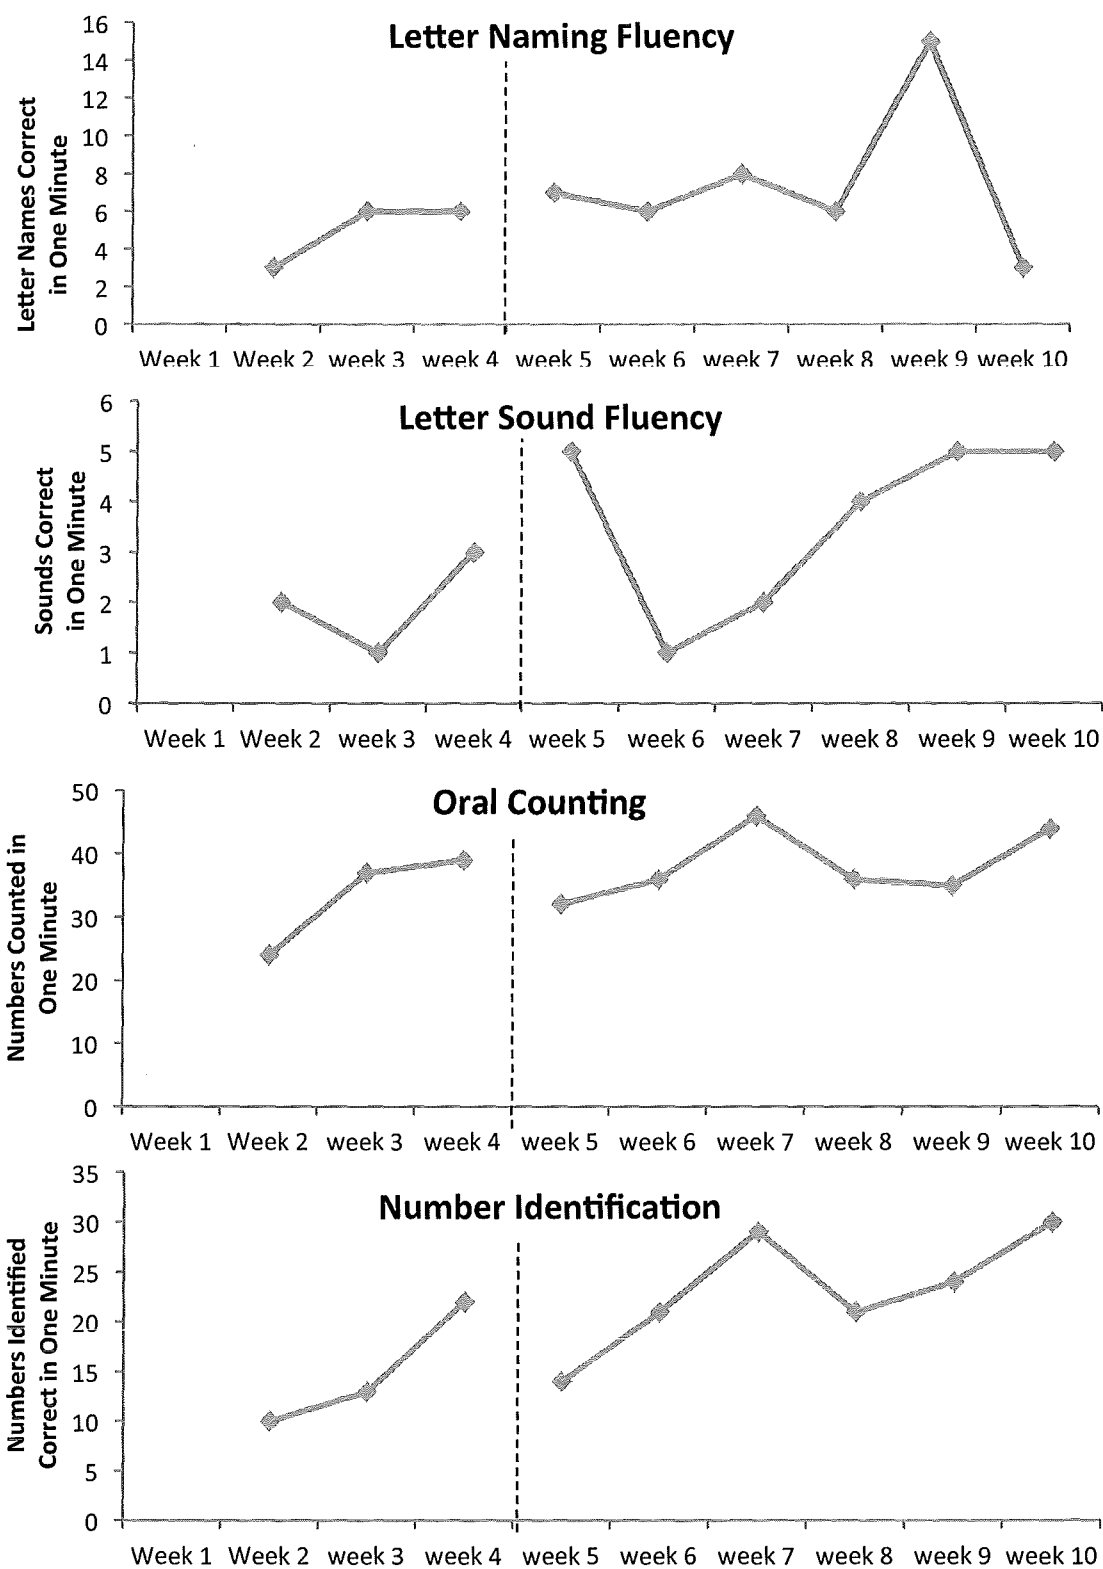 Letter Naming Fluency
Letter Names Correct
in One Minute
16
14
12
10
8
6
4
2
0
Week 1 Week 2 week 3 week 4 week 5 week 6 week 7 week 8 week 9 week 10
Letter Sound Fluency
Sounds Correct
in One Minute
6
5
4
3
2
1
0
Week 1 Week 2 week 3 week 4 week 5 week 6 week 7 week 8 week 9 week 10
Oral Counting
Numbers Counted in
One Minute
50
40
30
20
10
0
Week 1 Week 2 week 3 week 4 week 5 week 6 week 7 week 8 week 9 week 10
Number Identification
Numbers Identified
Correct in One Minute
35
30
25
20
15
10
5
0
Week 1 Week 2 week 3 week 4 week 5 week 6 week 7 week 8 week 9 week 10